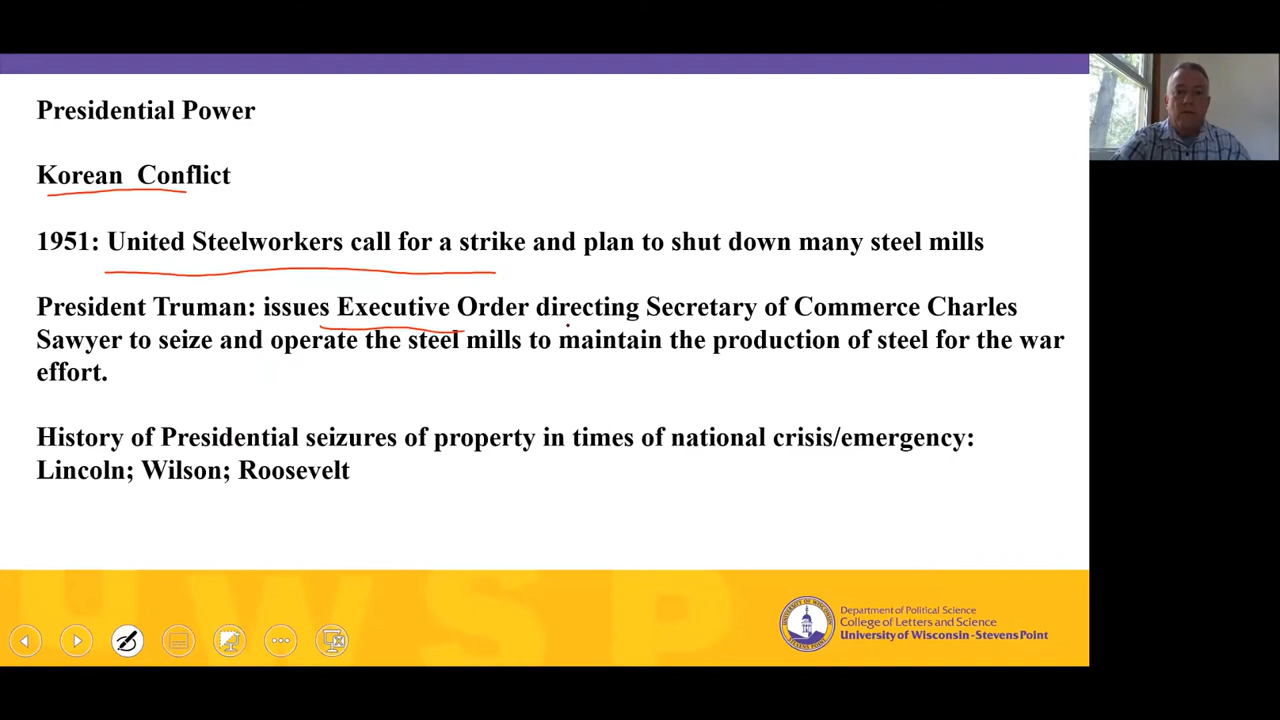 Presidential Power
Korean Conflict
1951: United Steelworkers call for a strike and plan to shut down many steel mills
President Truman: issues Executive Order directing Secretary of Commerce Charles
Sawyer to seize and operate the steel mills to maintain the production of steel for the war
effort.
History of Presidential seizures of property in times of national crisis/emergency:
Lincoln; Wilson; Roosevelt
UWSP
Department of Political Science
College of Letters and Science
University of Wisconsin-Stevens Point